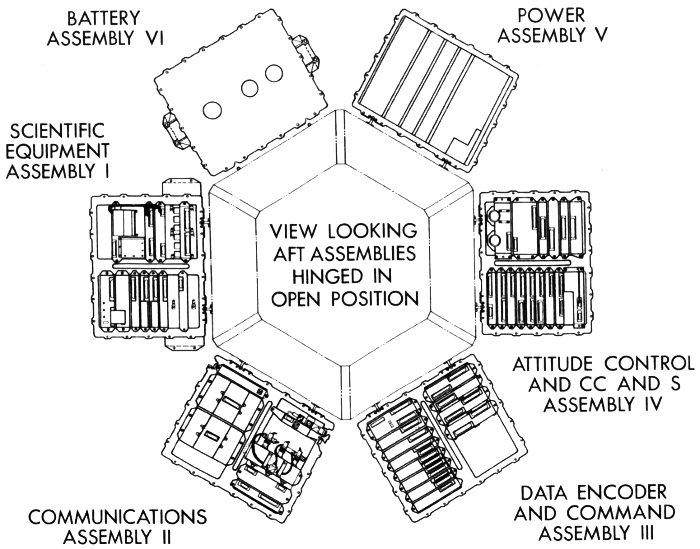 BATTERY
ASSEMBLY VI
POWER
ASSEMBLY V
SCIENTIFIC
EQUIPMENT
ASSEMBLY I
VIEW LOOKING
AFT ASSEMBLIES
HINGED IN
OPEN POSITION
ATTITUDE CONTROL
AND CC AND S
ASSEMBLY IV
COMMUNICATIONS
ASSEMBLY II
DATA ENCODER
AND COMMAND
ASSEMBLY III